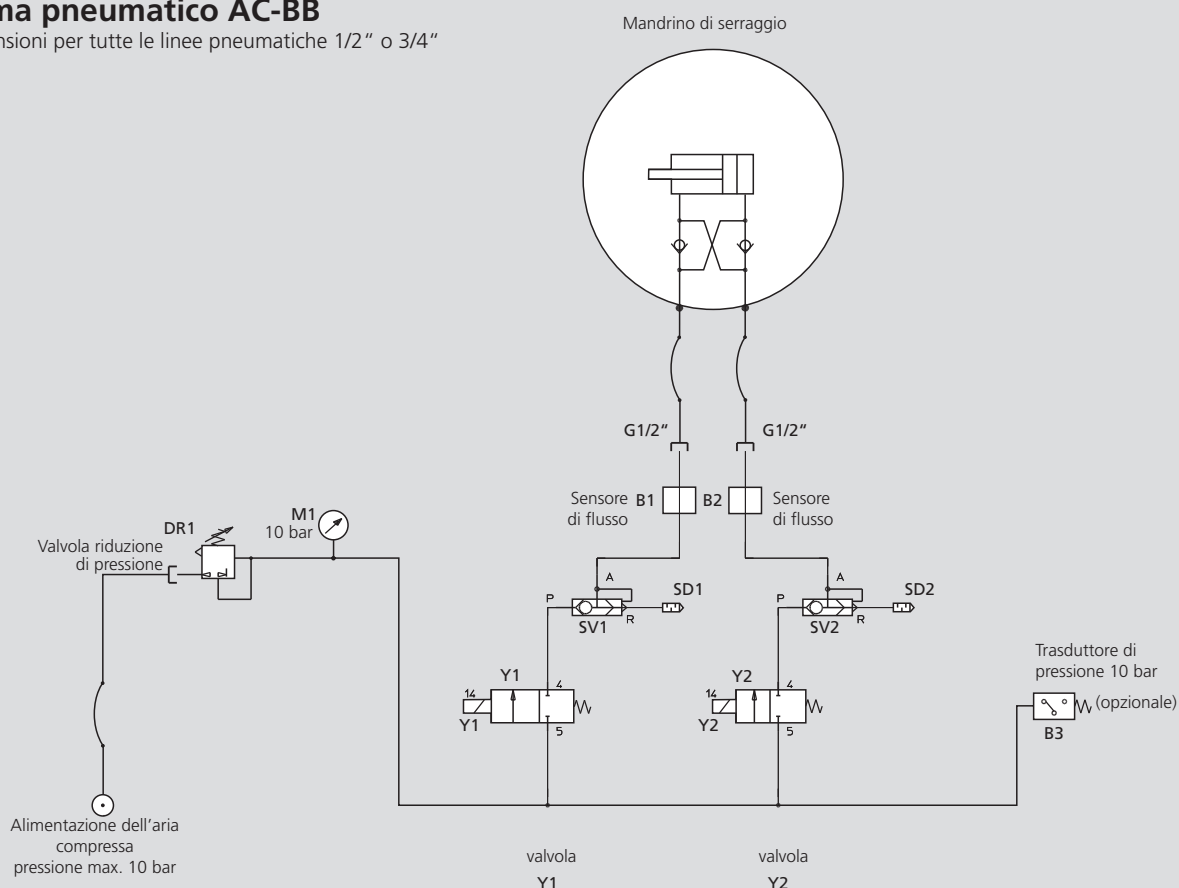 ma pneumatico AC-BB
nsioni per tutte le linee pneumatiche 1/2“ o 3/4“
Mandrino di serraggio
G1/2“
G1/2“
Sensore
di flusso
B1
B2
Sensore
di flusso
DR1
M1
10 bar
Valvola riduzione
di pressione
A
P
R
SV1
SD1
A
P
R
SV2
SD2
Y1
14
4
Y1
5
Y2
14
4
Y2
5
Trasduttore di
pressione 10 bar
(opzionale)
B3
Alimentazione dell’aria
compressa
pressione max. 10 bar
valvola
Y1
valvola
Y2